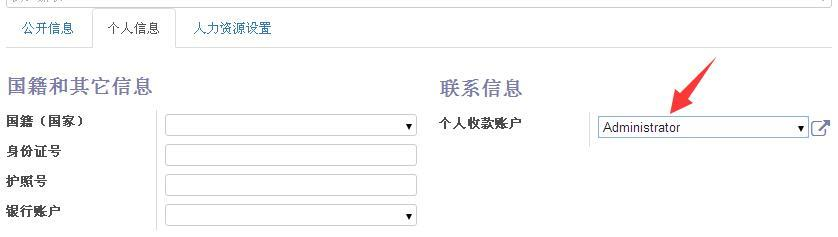 公开信息 个人信息 人力资源设置
国籍和其它信息 联系信息
国籍（国家） 个人收款账户 Administrator
身份证号
护照号
银行账户